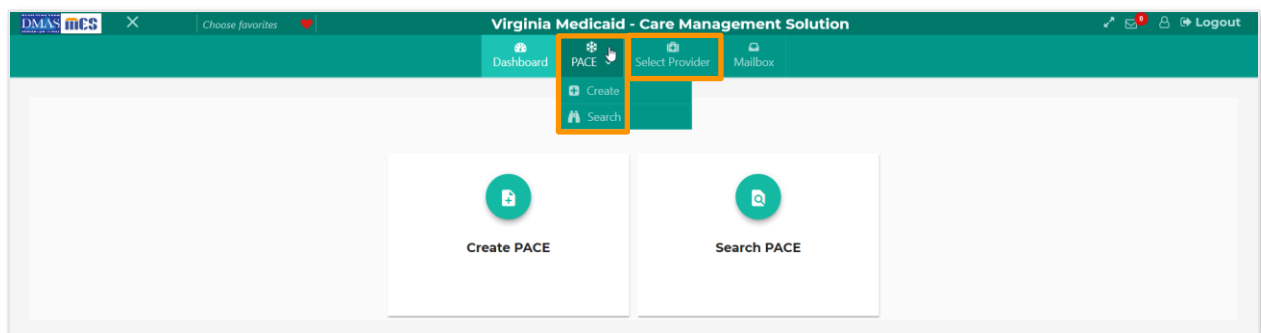 DMAS mcs Choose favorites Virginia Medicaid - Care Management Solution 0 Logout
Dashboard PACE Select Provider Mailbox
Create
Search
Create PACE Search PACE